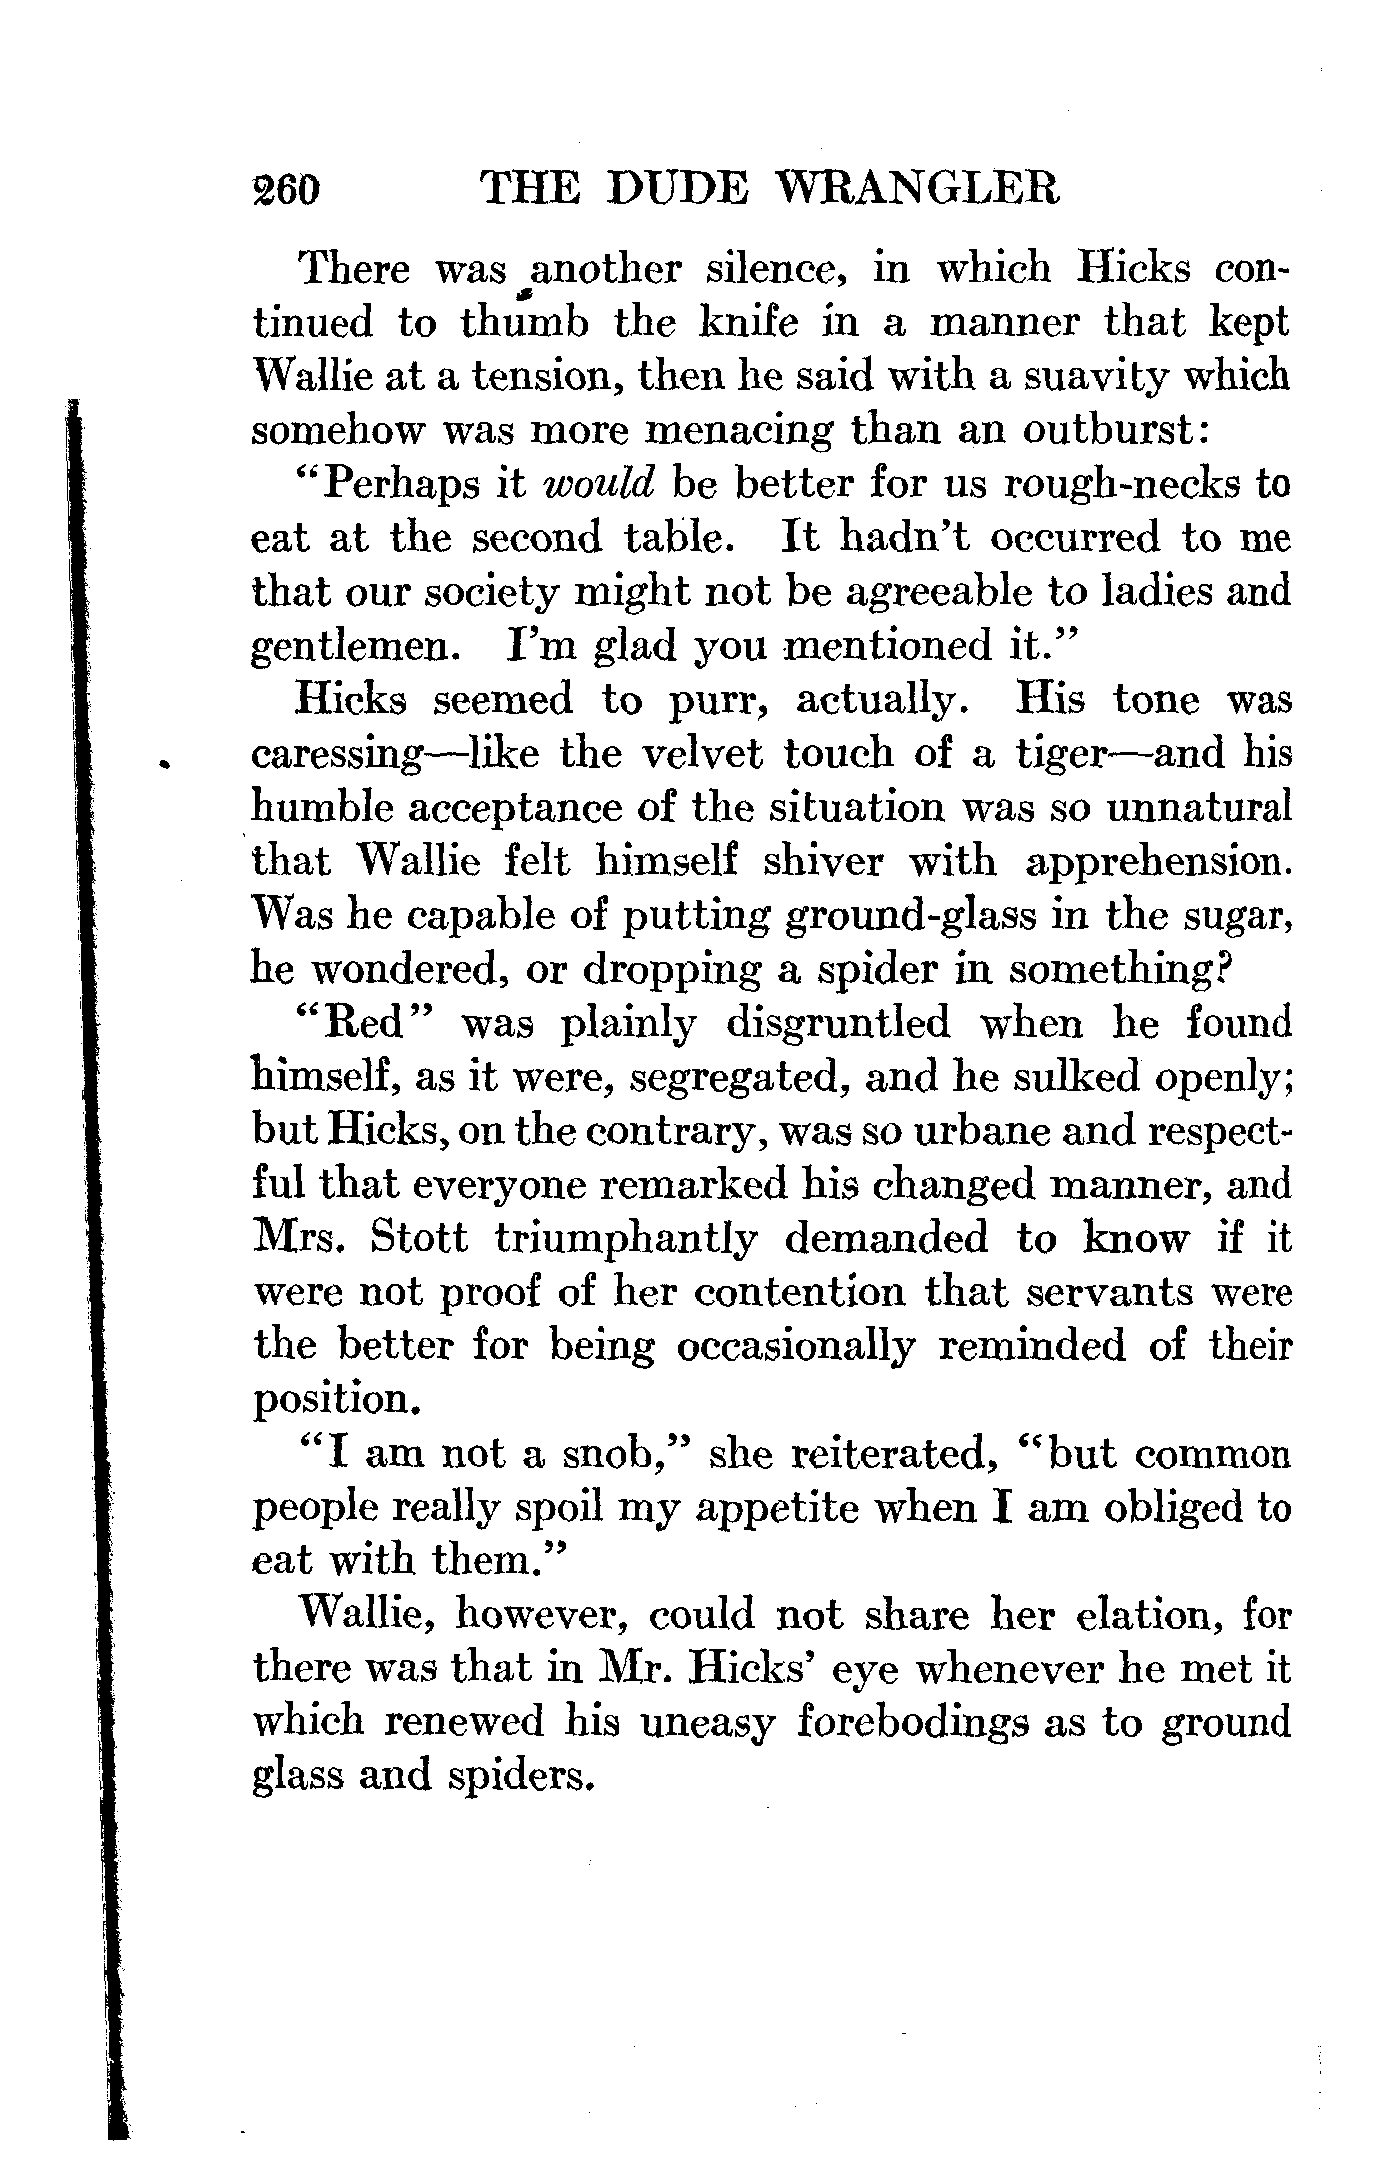 260 THE DUDE WRANGLER
There was another silence, in which Hicks con-
tinued to thumb the knife in a manner that kept
Wallie at a tension, then he said with a suavity which
somehow was more menacing than an outburst:
“Perhaps it would be better for us rough-necks to
eat at the second table. It hadn’t occurred to me
that our society might not be agreeable to ladies and
gentlemen. I’m glad you mentioned it.”
Hicks seemed to purr, actually. His tone was
caressing—like the velvet touch of a tiger—and his
humble acceptance of the situation was so unnatural
that Wallie felt himself shiver with apprehension.
Was he capable of putting ground-glass in the sugar,
he wondered, or dropping a spider in something?
“Red” was plainly disgruntled when he found
himself, as it were, segregated, and he sulked openly;
but Hicks, on the contrary, was so urbane and respect-
ful that everyone remarked his changed manner, and
Mrs. Stott triumphantly demanded to know if it
were not proof of her contention that servants were
the better for being occasionally reminded of their
position.
“I am not a snob,” she reiterated, “but common
people really spoil my appetite when I am obliged to
eat with them.”
Wallie, however, could not share her elation, for
there was that in Mr. Hicks’ eye whenever he met it
which renewed his uneasy forebodings as to ground
glass and spiders.